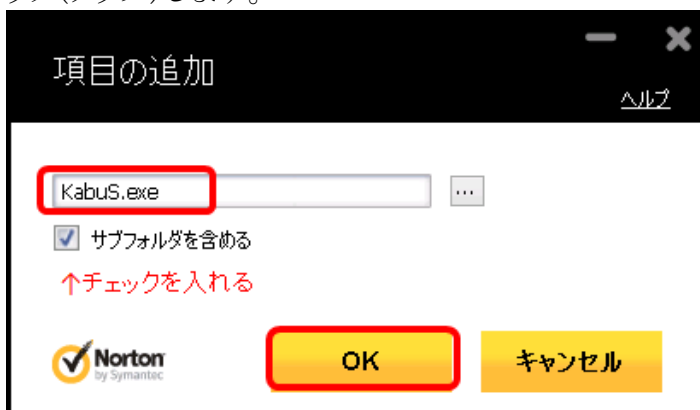 項目の追加
ヘルプ
KabuS.exe
...
サブフォルダを含める
↑チェックを入れる
Norton
by Symantec
OK
キャンセル